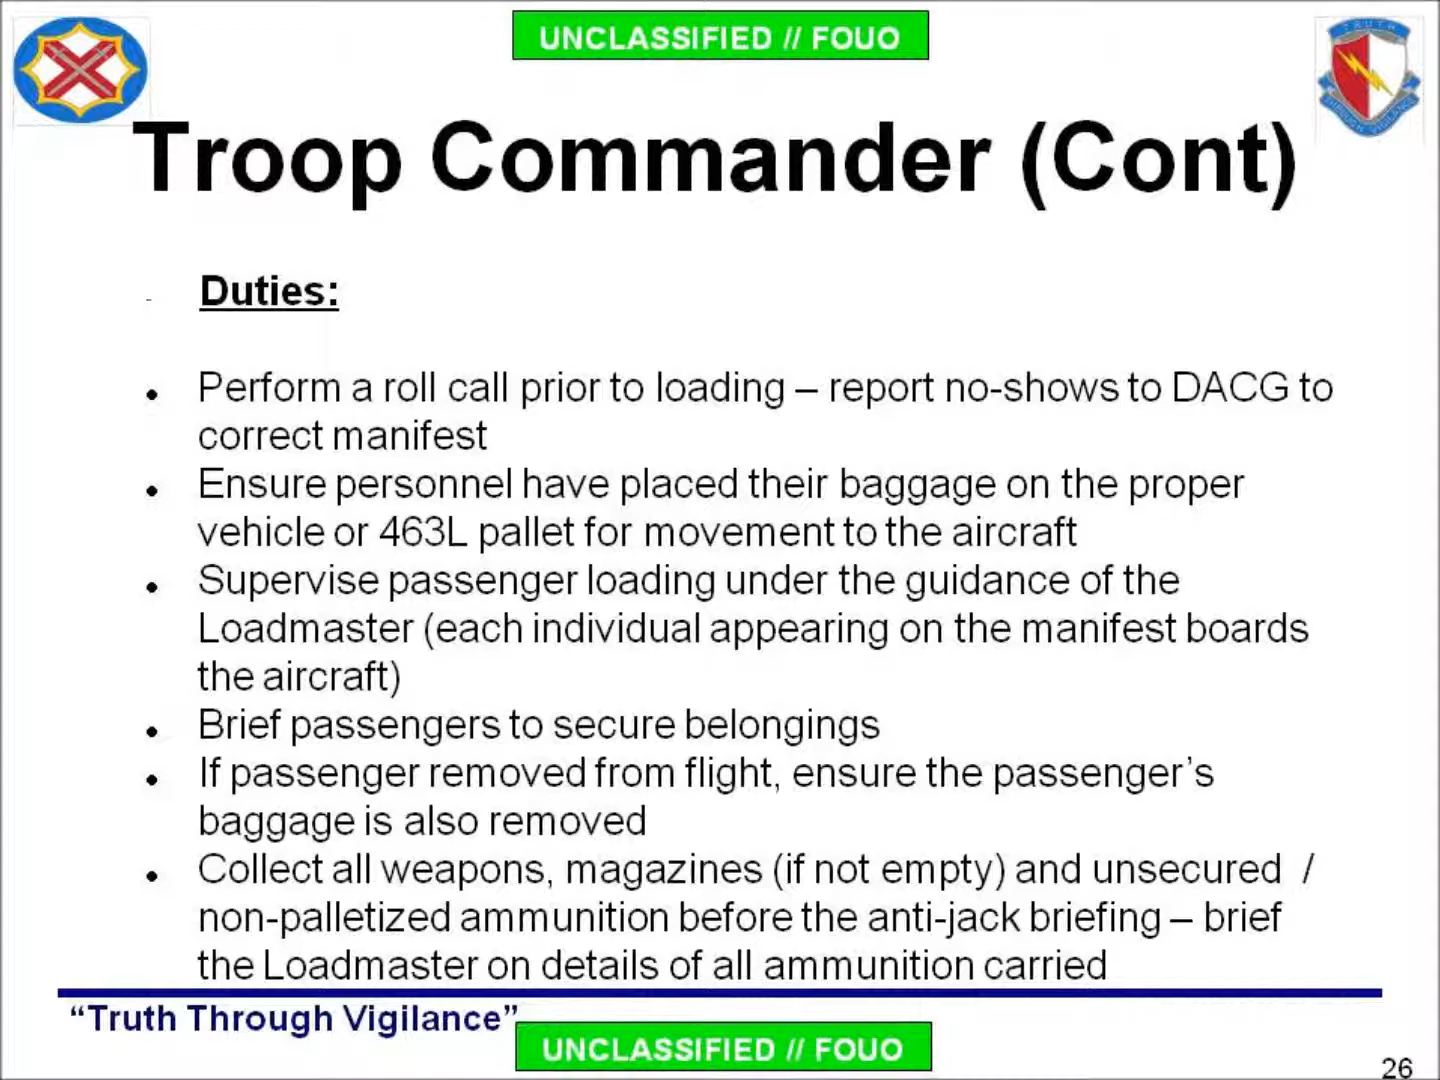 UNCLASSIFIED // FOUO
TRUTH
THROUGH VIGILANCE
Troop Commander (Cont)
- Duties:
• Perform a roll call prior to loading – report no-shows to DACG to
correct manifest
• Ensure personnel have placed their baggage on the proper
vehicle or 463L pallet for movement to the aircraft
• Supervise passenger loading under the guidance of the
Loadmaster (each individual appearing on the manifest boards
the aircraft)
• Brief passengers to secure belongings
• If passenger removed from flight, ensure the passenger’s
baggage is also removed
• Collect all weapons, magazines (if not empty) and unsecured /
non-palletized ammunition before the anti-jack briefing – brief
the Loadmaster on details of all ammunition carried
“Truth Through Vigilance”
UNCLASSIFIED // FOUO
26